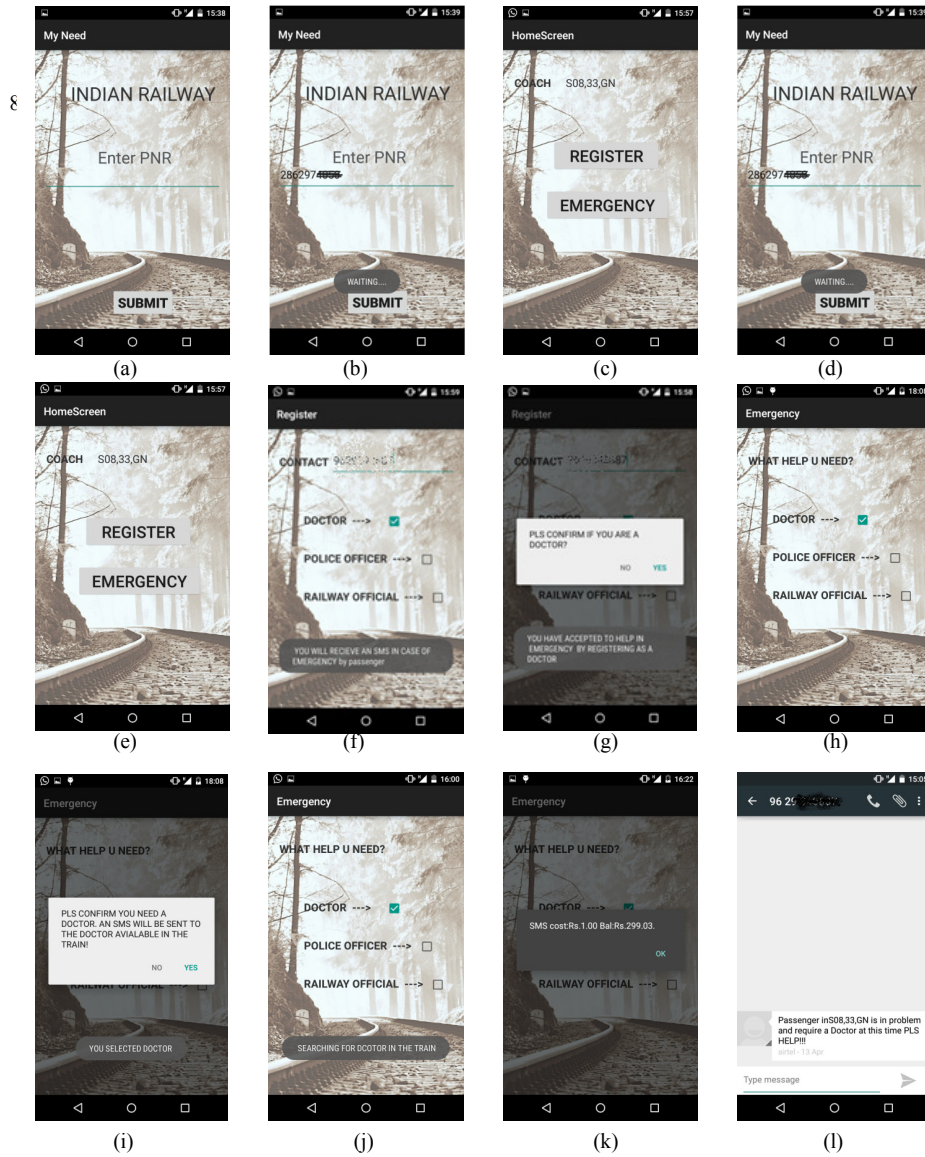 15:38
My Need
INDIAN RAILWAY
Enter PNR
SUBMIT
(a)
15:39
My Need
INDIAN RAILWAY
Enter PNR
286297
WAITING....
SUBMIT
(b)
15:57
HomeScreen
COACH S08,33,GN
REGISTER
EMERGENCY
(c)
15:39
My Need
INDIAN RAILWAY
Enter PNR
286297
WAITING....
SUBMIT
(d)
15:57
HomeScreen
COACH S08,33,GN
REGISTER
EMERGENCY
(e)
15:59
Register
CONTACT
DOCTOR --->
POLICE OFFICER --->
RAILWAY OFFICIAL --->
YOU WILL RECIEVE AN SMS IN CASE OF
EMERGENCY by passenger
(f)
15:58
Register
CONTACT
PLS CONFIRM IF YOU ARE A
DOCTOR?
NO YES
RAILWAY OFFICIAL --->
YOU HAVE ACCEPTED TO HELP IN
EMERGENCY BY REGISTERING AS A
DOCTOR
(g)
18:08
Emergency
WHAT HELP U NEED?
DOCTOR --->
POLICE OFFICER --->
RAILWAY OFFICIAL --->
(h)
18:08
Emergency
WHAT HELP U NEED?
PLS CONFIRM YOU NEED A
DOCTOR. AN SMS WILL BE SENT TO
THE DOCTOR AVIALABLE IN THE
TRAIN!
NO YES
RAILWAY OFFICIAL --->
YOU SELECTED DOCTOR
(i)
16:00
Emergency
WHAT HELP U NEED?
DOCTOR --->
POLICE OFFICER --->
RAILWAY OFFICIAL --->
SEARCHING FOR DCOTOR IN THE TRAIN
(j)
16:22
Emergency
WHAT HELP U NEED?
DOCTOR --->
SMS cost:Rs.1.00 Bal:Rs.299.03.
OK
RAILWAY OFFICIAL --->
(k)
15:05
96 29
Passenger inS08,33,GN is in problem
and require a Doctor at this time PLS
HELP!!!
airtel - 13 Apr
Type message
(l)